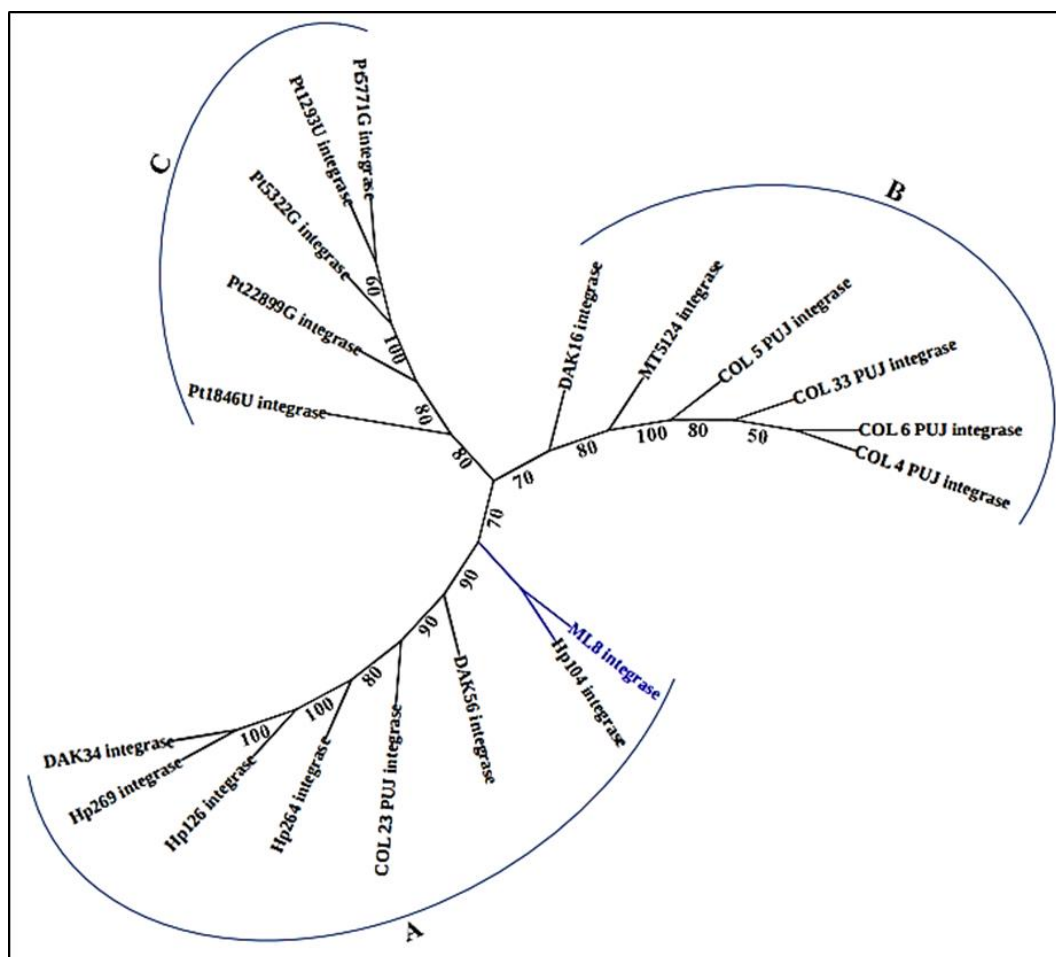 C
Pt5771G integrase
Pt1293U integrase
Pt5322G integrase
Pt22899G integrase
Pt1846U integrase
60
100
80
80
B
DAK16 integrase
MT5124 integrase
COL 5 PUJ integrase
COL 33 PUJ integrase
COL 6 PUJ integrase
COL 4 PUJ integrase
70
80
100
80
50
70
90
90
80
100
100
ML8 integrase
Hp104 integrase
DAK56 integrase
COL 23 PUJ integrase
Hp264 integrase
Hp126 integrase
Hp269 integrase
DAK34 integrase
A